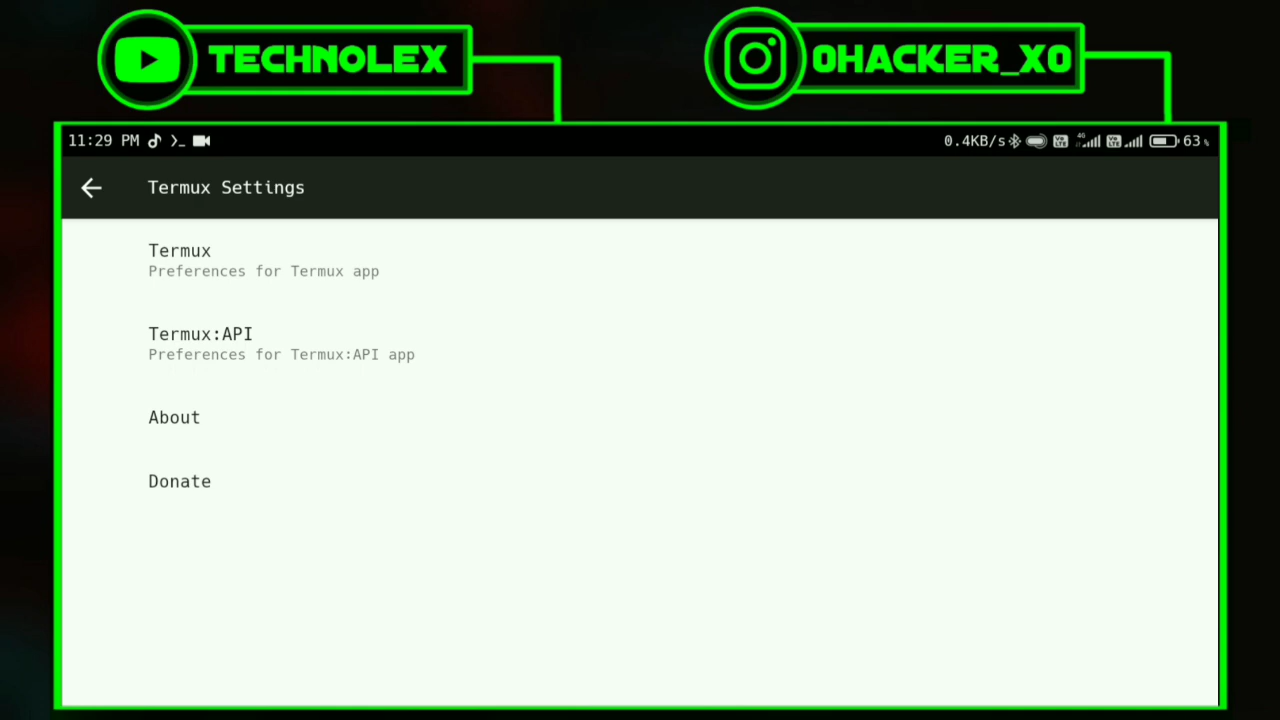 TECHNOLEX
0HACKER_X0
11:29 PM
0.4KB/s 4G 63%
Termux Settings
Termux
Preferences for Termux app
Termux:API
Preferences for Termux:API app
About
Donate